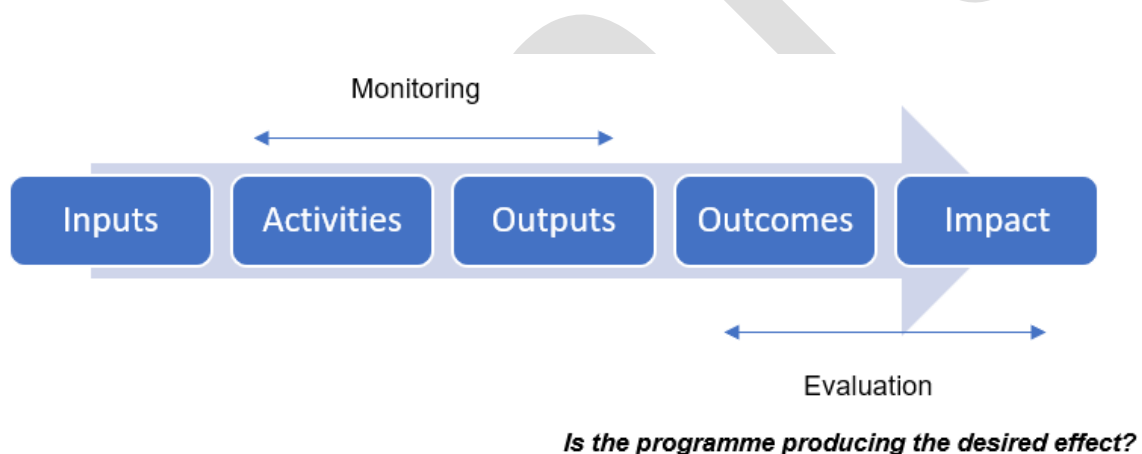 Monitoring
Inputs Activities Outputs Outcomes Impact
Evaluation
Is the programme producing the desired effect?